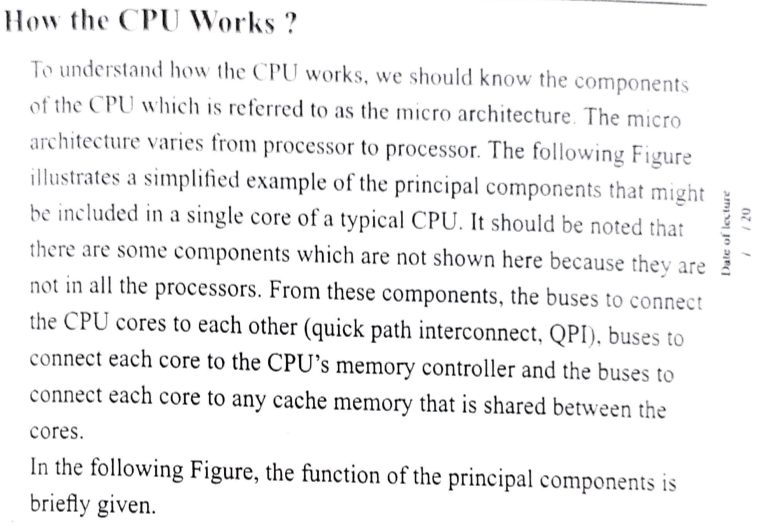 How the CPU Works ?
To understand how the CPU works, we should know the components
of the CPU which is referred to as the micro architecture. The micro
architecture varies from processor to processor. The following Figure
illustrates a simplified example of the principal components that might
be included in a single core of a typical CPU. It should be noted that
there are some components which are not shown here because they are
not in all the processors. From these components, the buses to connect
the CPU cores to each other (quick path interconnect, QPI), buses to
connect each core to the CPU's memory controller and the buses to
connect each core to any cache memory that is shared between the
cores.
In the following Figure, the function of the principal components is
briefly given.
Date of lecture
/ / 20